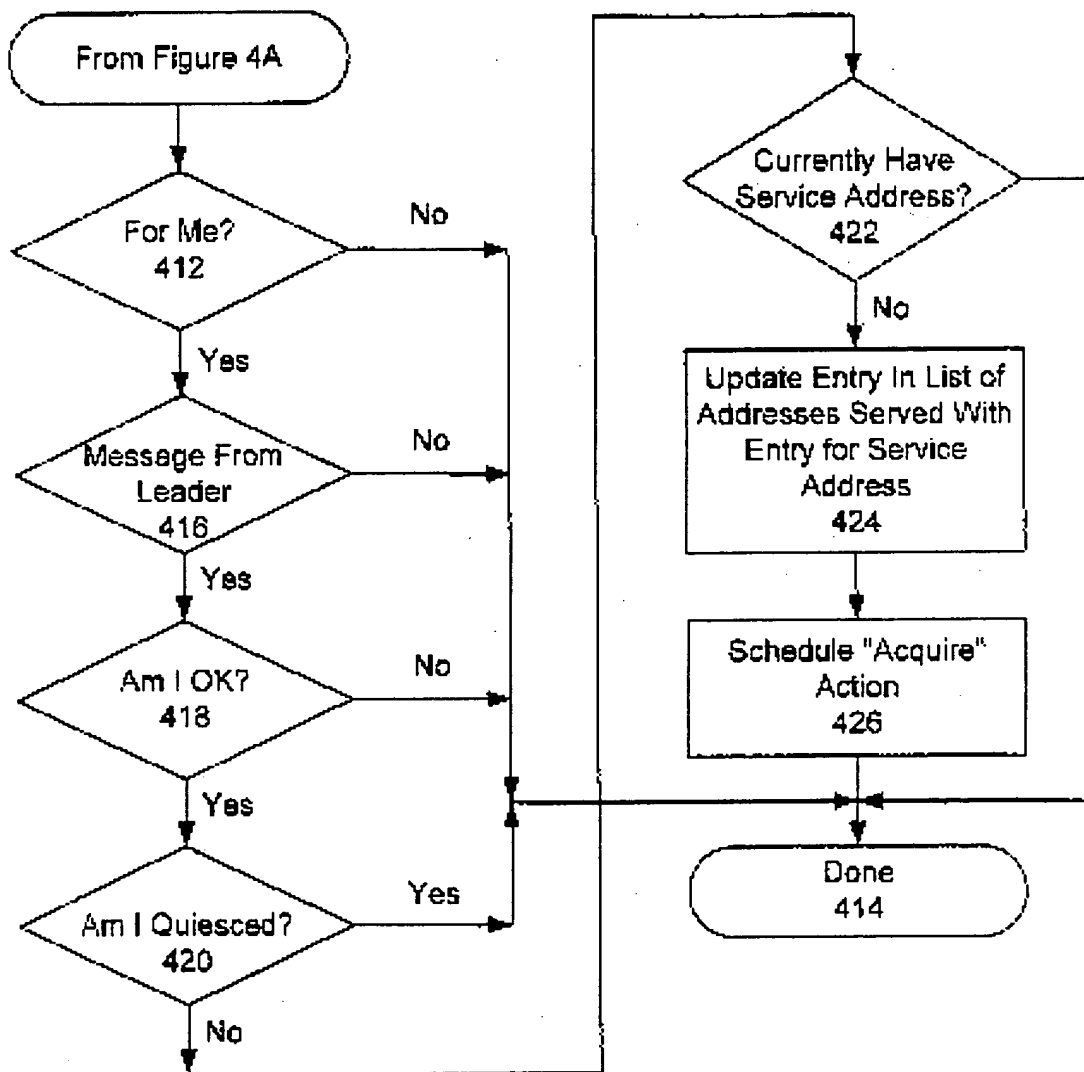 From Figure 4A
For Me?
412
No
Yes
Message From
Leader
416
No
Yes
Am I OK?
418
No
Yes
Am I Quiesced?
420
Yes
No
Currently Have
Service Address?
422
No
Update Entry In List of
Addresses Served With
Entry for Service
Address
424
Schedule "Acquire"
Action
426
Done
414